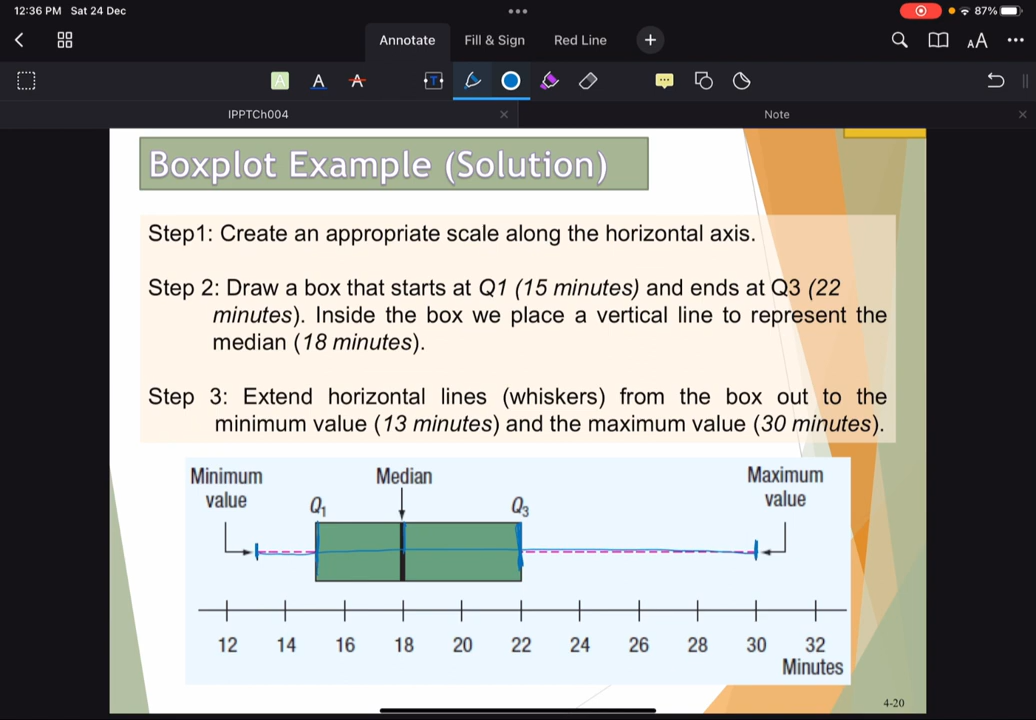 12:36 PM Sat 24 Dec
87%
Annotate Fill & Sign Red Line
AA
A A A T
IPPTCh004 Note
Boxplot Example (Solution)
Step1: Create an appropriate scale along the horizontal axis.
Step 2: Draw a box that starts at Q1 (15 minutes) and ends at Q3 (22
minutes). Inside the box we place a vertical line to represent the
median (18 minutes).
Step 3: Extend horizontal lines (whiskers) from the box out to the
minimum value (13 minutes) and the maximum value (30 minutes).
Minimum
value
Q1
Median
Q3
Maximum
value
12 14 16 18 20 22 24 26 28 30 32
Minutes
4-20